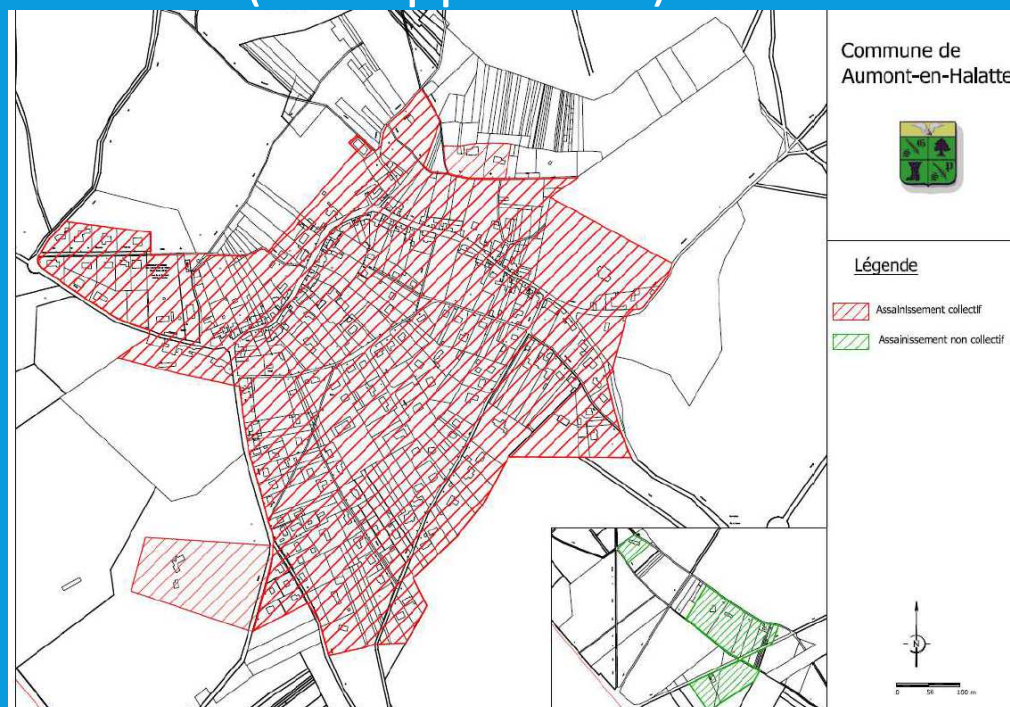 Commune de
Aumont-en-Halatte
Légende
Assainissement collectif
Assainissement non collectif
N
0 50 100 m